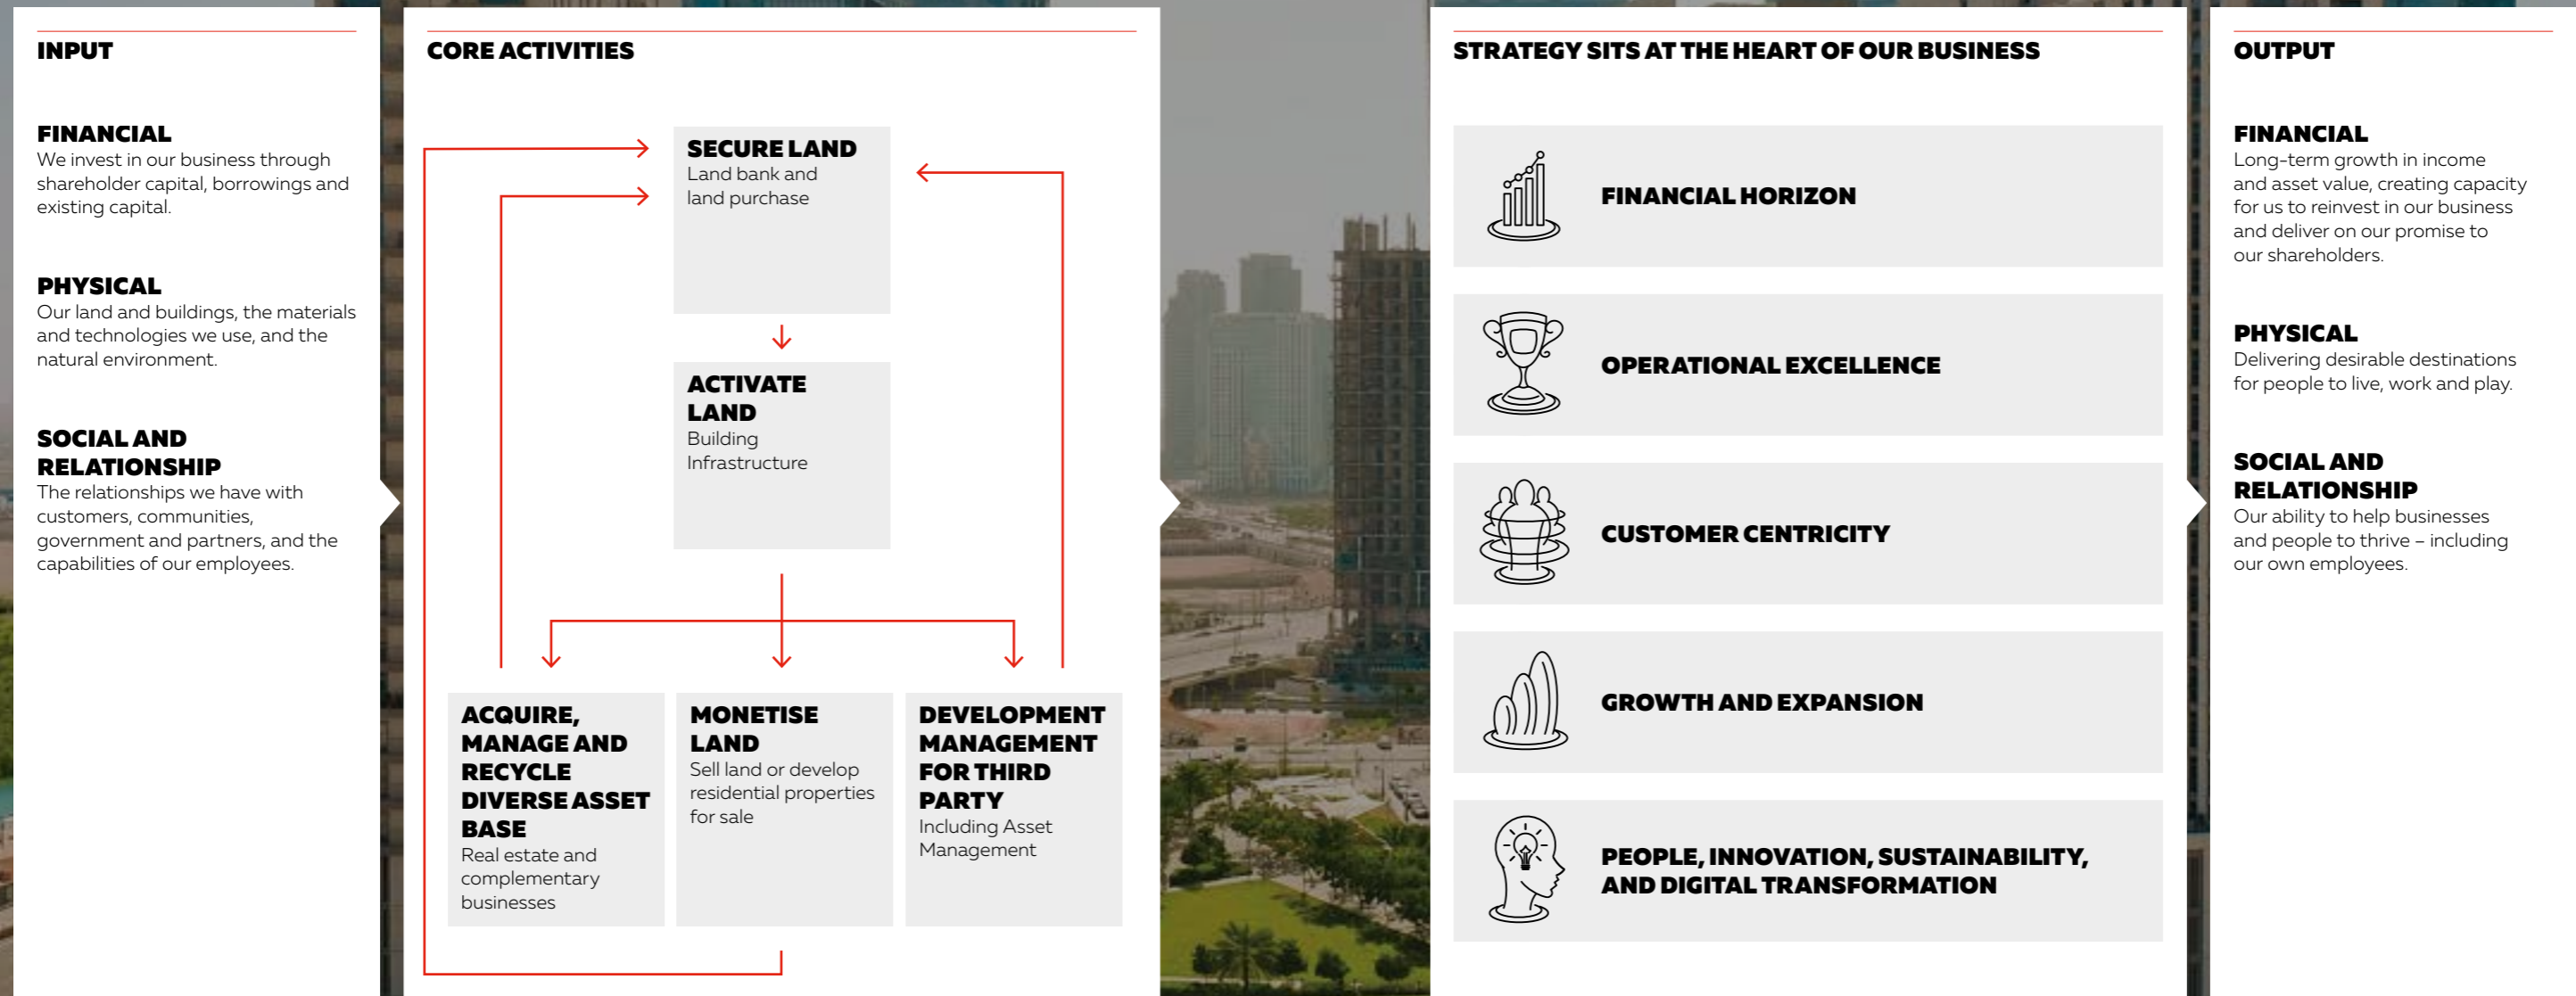 INPUT
FINANCIAL
We invest in our business through
shareholder capital, borrowings and
existing capital.
PHYSICAL
Our land and buildings, the materials
and technologies we use, and the
natural environment.
SOCIAL AND
RELATIONSHIP
The relationships we have with
customers, communities,
government and partners, and the
capabilities of our employees.
CORE ACTIVITIES
SECURE LAND
Land bank and
land purchase
ACTIVATE
LAND
Building
Infrastructure
ACQUIRE,
MANAGE AND
RECYCLE
DIVERSE ASSET
BASE
Real estate and
complementary
businesses
MONETISE
LAND
Sell land or develop
residential properties
for sale
DEVELOPMENT
MANAGEMENT
FOR THIRD
PARTY
Including Asset
Management
STRATEGY SITS AT THE HEART OF OUR BUSINESS
FINANCIAL HORIZON
OPERATIONAL EXCELLENCE
CUSTOMER CENTRICITY
GROWTH AND EXPANSION
PEOPLE, INNOVATION, SUSTAINABILITY,
AND DIGITAL TRANSFORMATION
OUTPUT
FINANCIAL
Long-term growth in income
and asset value, creating capacity
for us to reinvest in our business
and deliver on our promise to
our shareholders.
PHYSICAL
Delivering desirable destinations
for people to live, work and play.
SOCIAL AND
RELATIONSHIP
Our ability to help businesses
and people to thrive – including
our own employees.